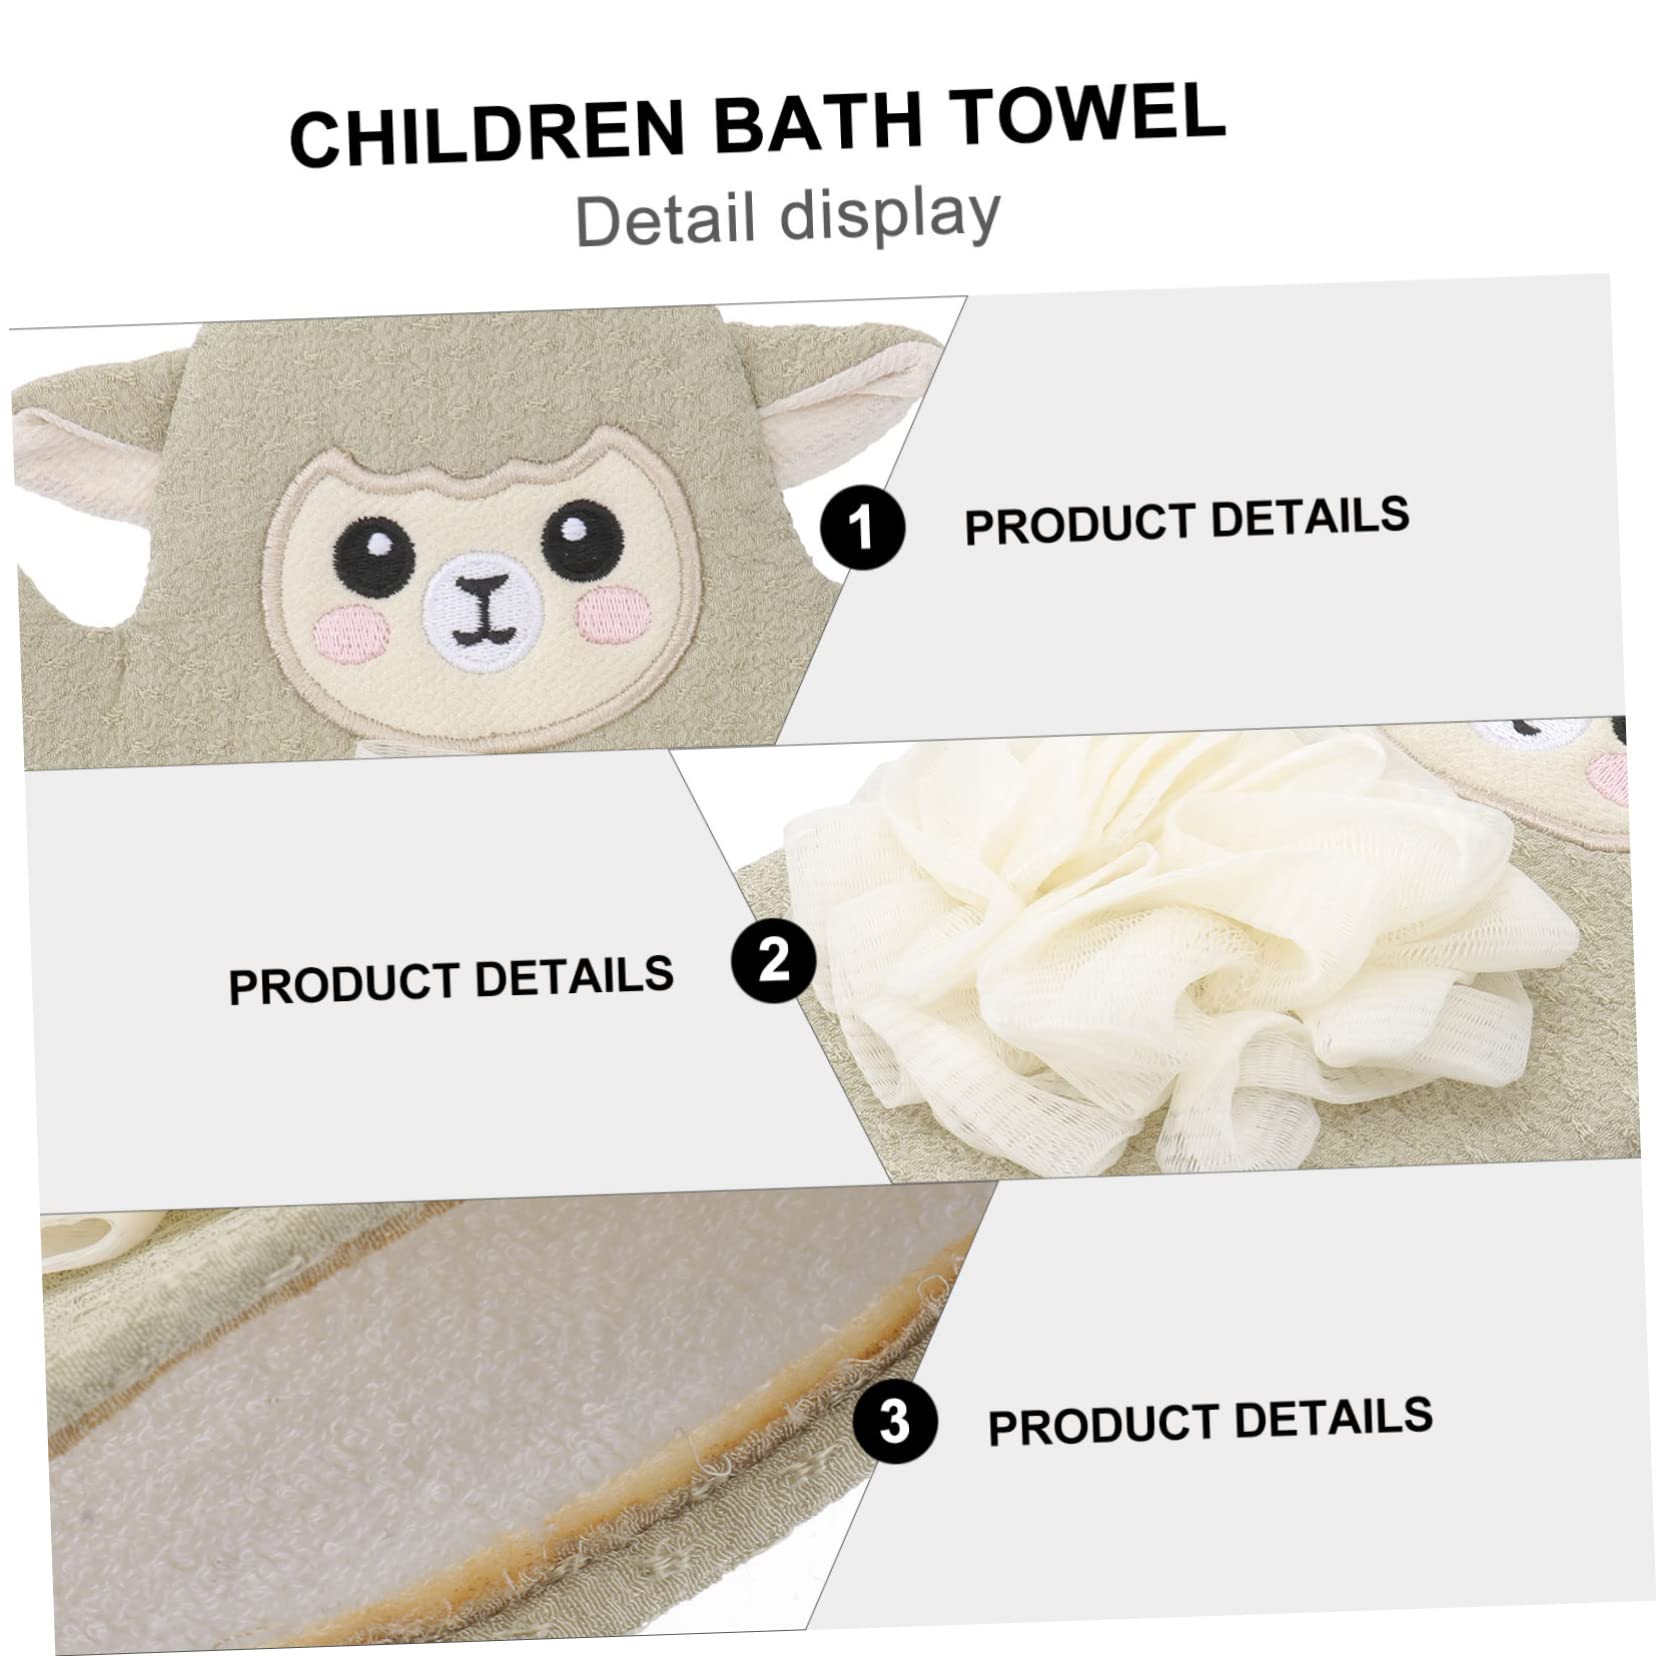 CHILDREN BATH TOWEL
Detail display
1 PRODUCT DETAILS
PRODUCT DETAILS 2
3 PRODUCT DETAILS